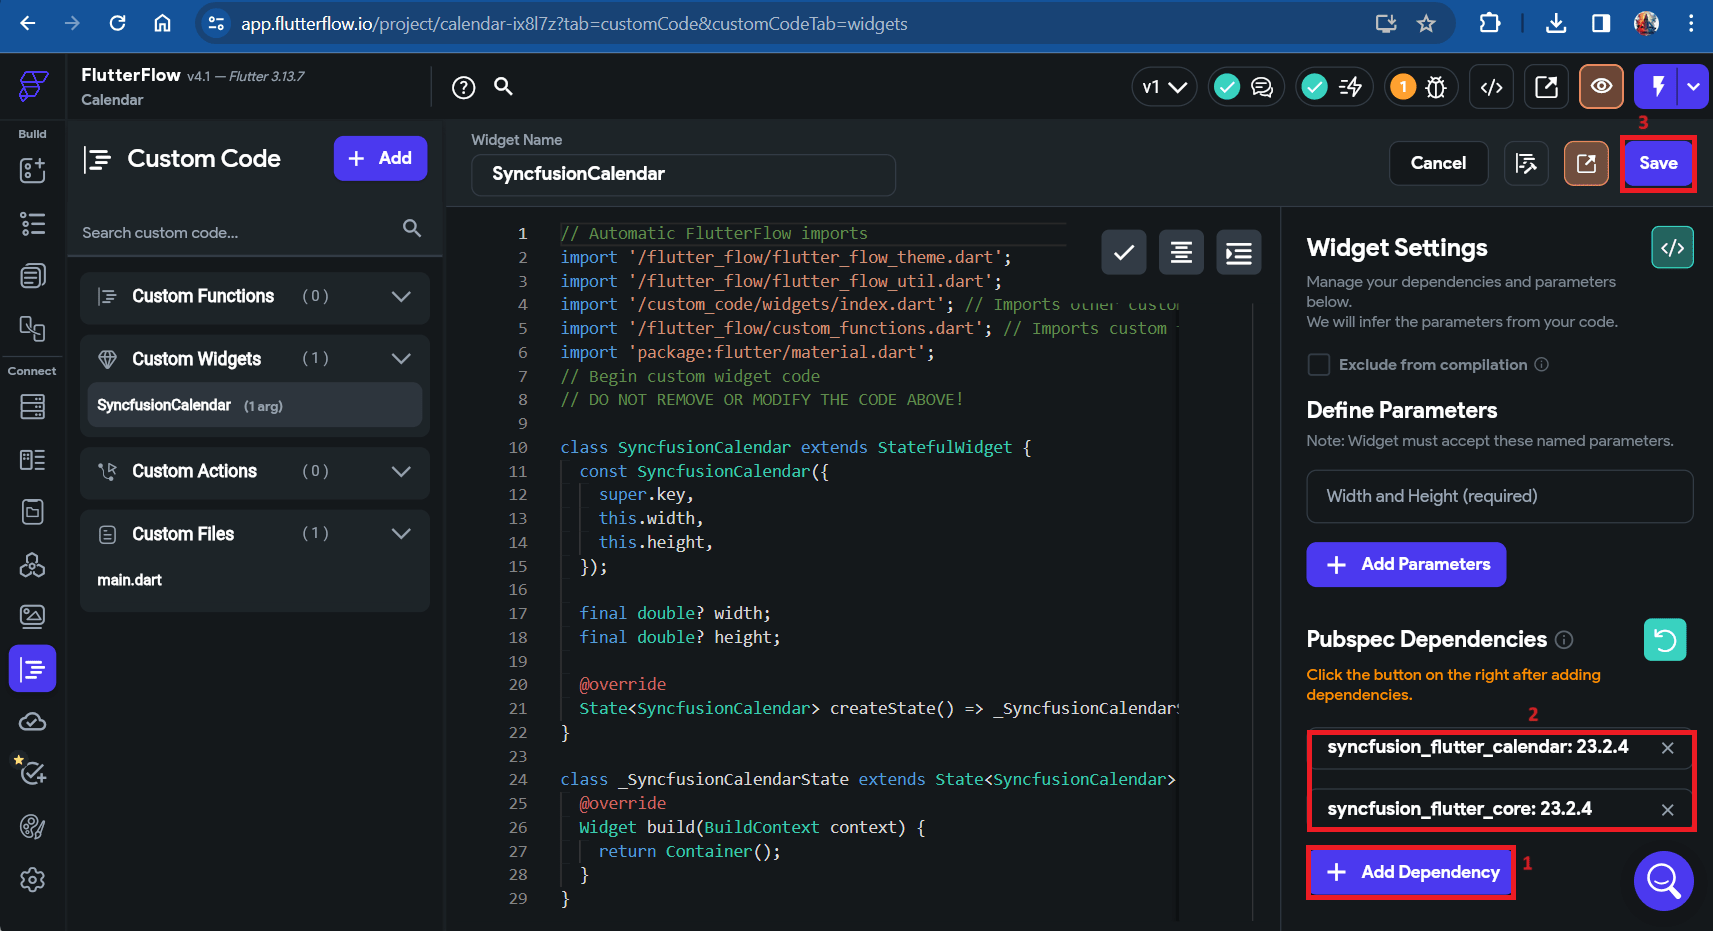 app.flutterflow.io/project/calendar-ix8l7z?tab=customCode&customCodeTab=widgets
FlutterFlow v4.1 — Flutter 3.13.7
Calendar
v1
1
Build
Connect
Custom Code
+ Add
Search custom code...
Custom Functions (0)
Custom Widgets (1)
SyncfusionCalendar (1 arg)
Custom Actions (0)
Custom Files (1)
main.dart
Widget Name
SyncfusionCalendar
Cancel
3
Save
1 // Automatic FlutterFlow imports
2 import '/flutter_flow/flutter_flow_theme.dart';
3 import '/flutter_flow/flutter_flow_util.dart';
4 import '/custom_code/widgets/index.dart'; // Imports other custo
5 import '/flutter_flow/custom_functions.dart'; // Imports custom
6 import 'package:flutter/material.dart';
7 // Begin custom widget code
8 // DO NOT REMOVE OR MODIFY THE CODE ABOVE!
9
10 class SyncfusionCalendar extends StatefulWidget {
11 const SyncfusionCalendar({
12 super.key,
13 this.width,
14 this.height,
15 });
16
17 final double? width;
18 final double? height;
19
20 @override
21 State<SyncfusionCalendar> createState() => _SyncfusionCalendarS
22 }
23
24 class _SyncfusionCalendarState extends State<SyncfusionCalendar>
25 @override
26 Widget build(BuildContext context) {
27 return Container();
28 }
29 }
Widget Settings
Manage your dependencies and parameters
below.
We will infer the parameters from your code.
Exclude from compilation
Define Parameters
Note: Widget must accept these named parameters.
Width and Height (required)
+ Add Parameters
Pubspec Dependencies
Click the button on the right after adding
dependencies.
2
syncfusion_flutter_calendar: 23.2.4
syncfusion_flutter_core: 23.2.4
+ Add Dependency
1